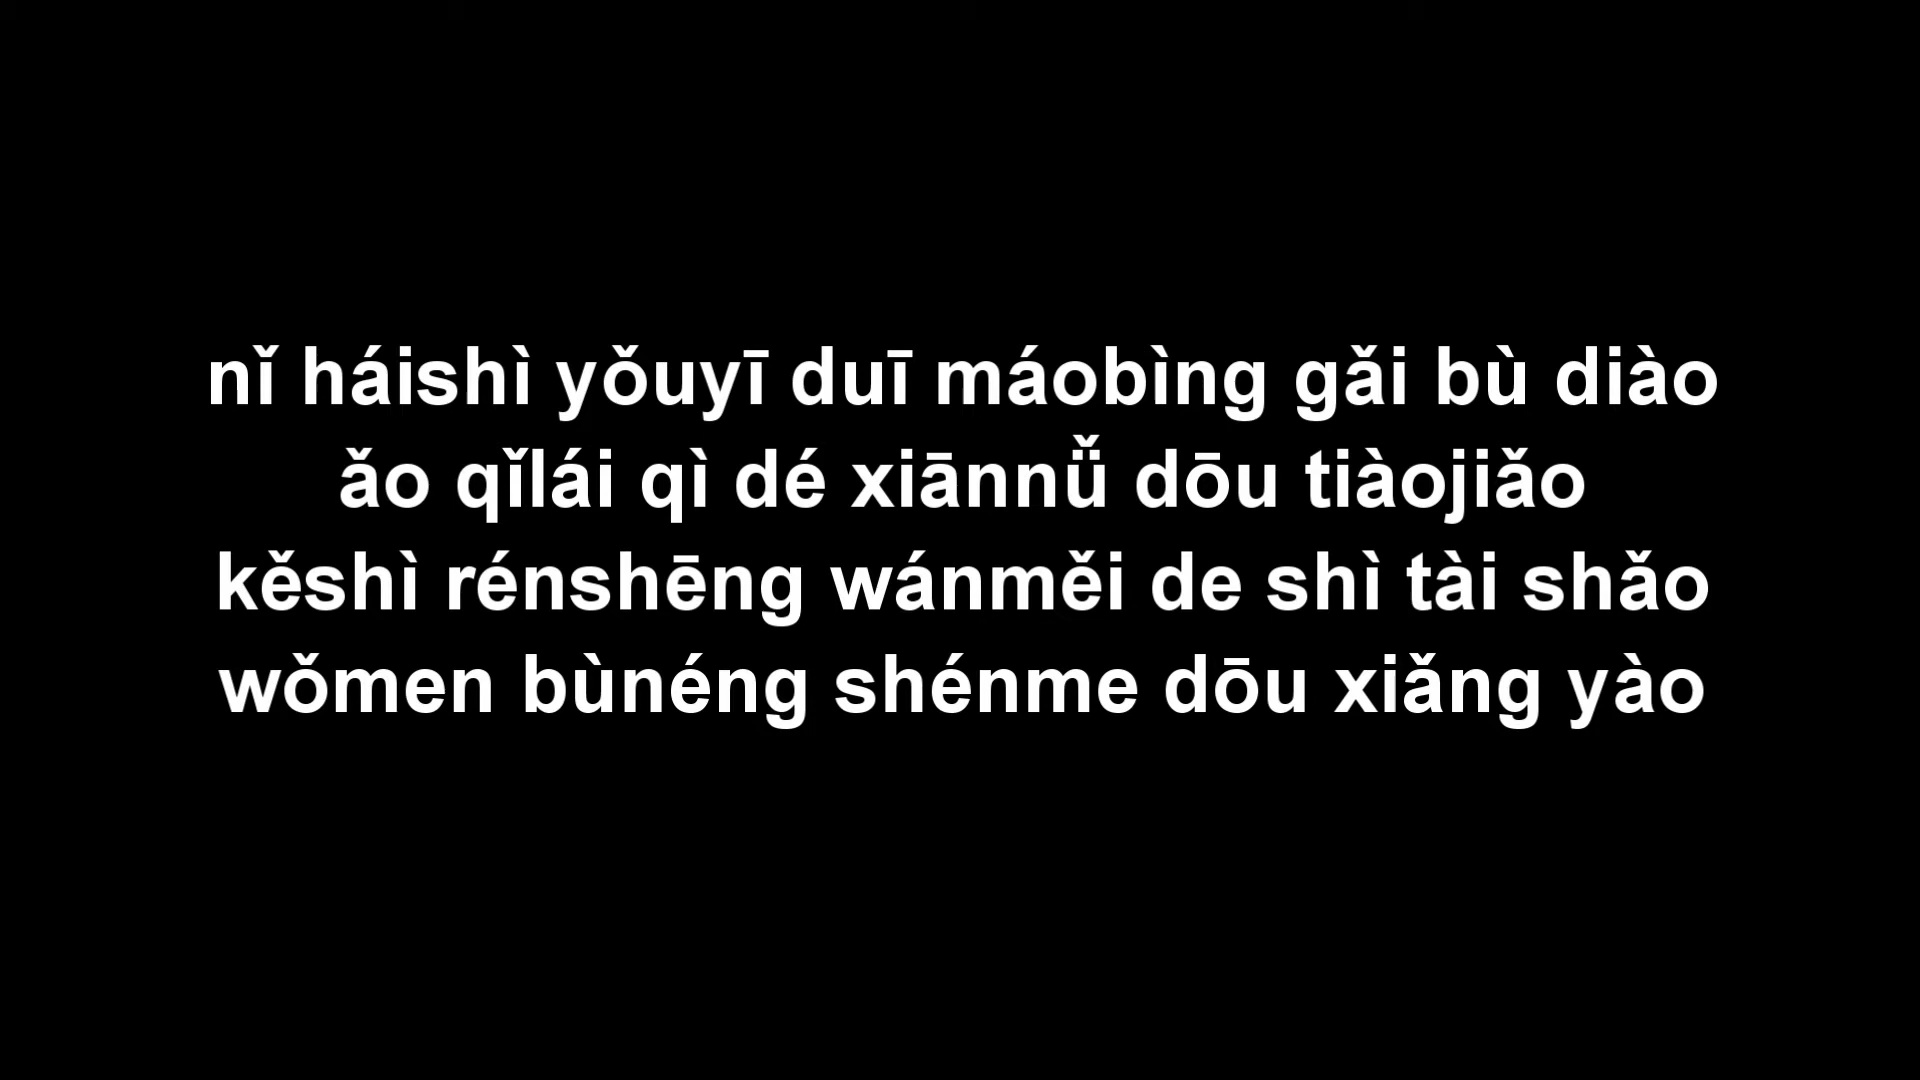 nǐ háishì yǒuyī duī máobìng gǎi bù diào
ǎo qǐlái qì dé xiānnǚ dōu tiàojiǎo
kěshì rénshēng wánměi de shì tài shǎo
wǒmen bùnéng shénme dōu xiǎng yào